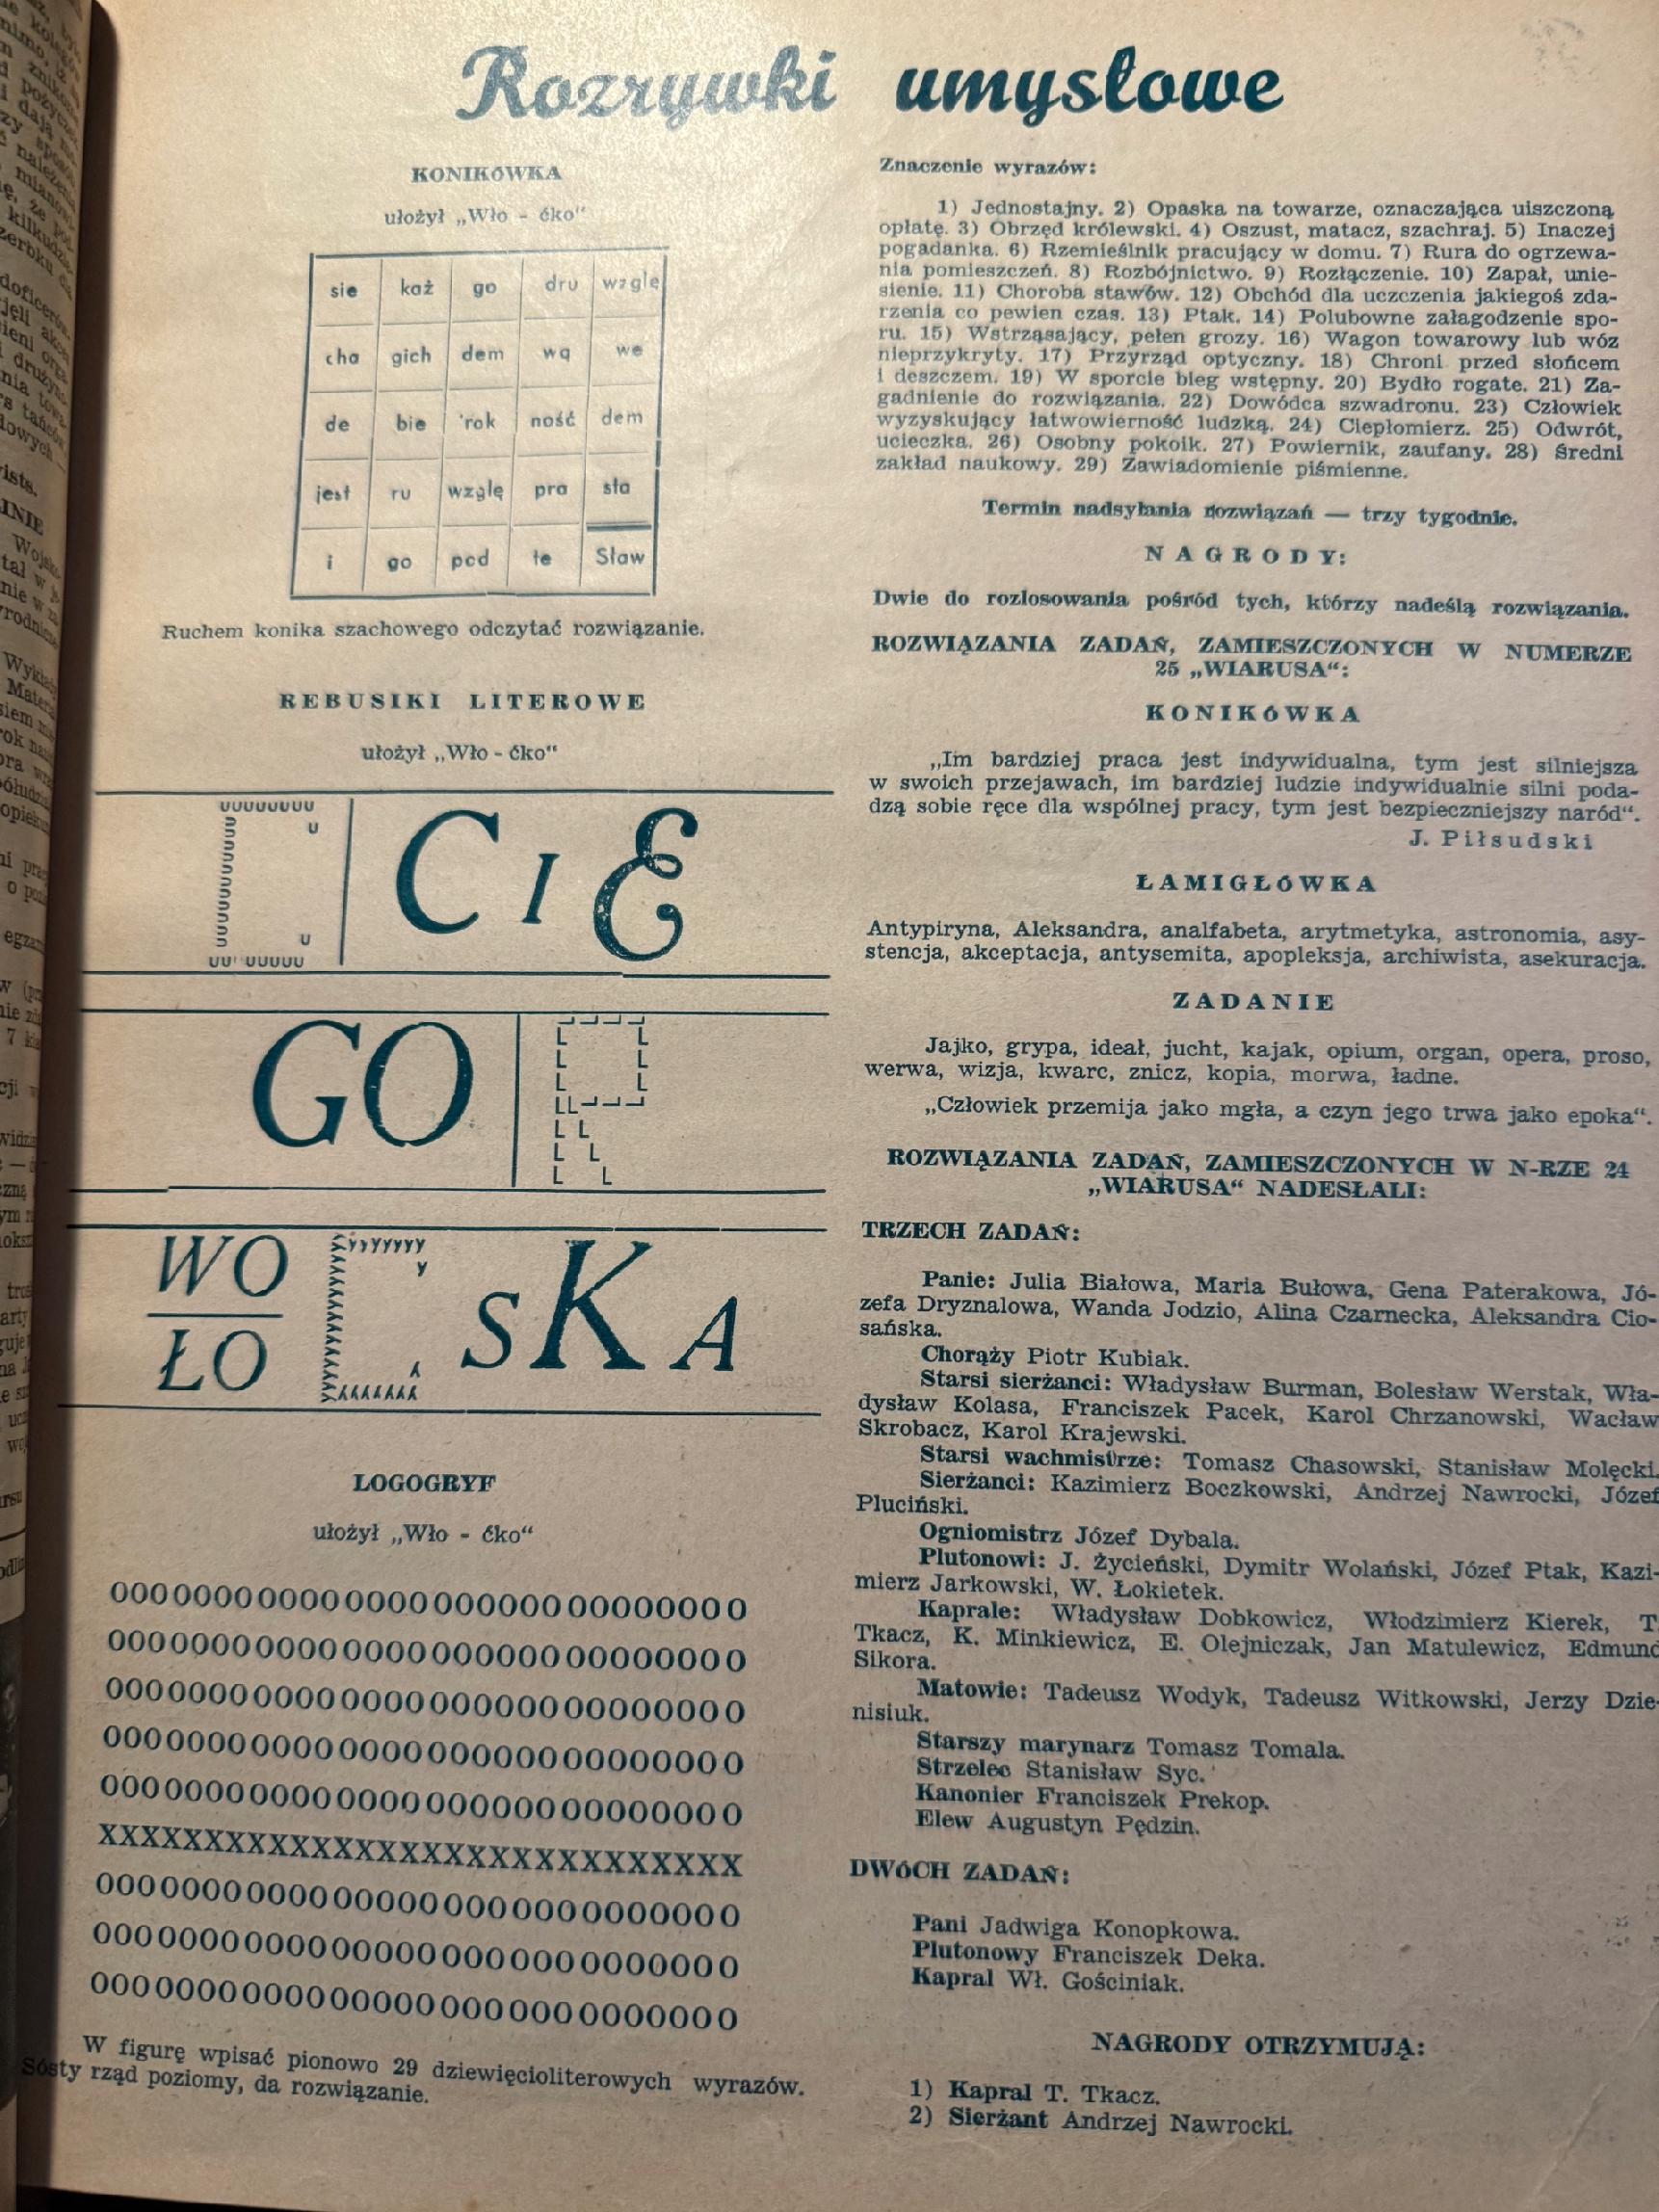 Rozrywki umysłowe
KONIKÓWKA
ułożył „Wło - ćko"
sie każ go dru wzglę
cho gich dem wą we
de bie rok ność dem
jest ru wzglę pra sła
i go pod te Sław
Ruchem konika szachowego odczytać rozwiązanie.
REBUSIKI LITEROWE
ułożył „Wło - ćko"
UUUUUUUU
U
U
UU UUUUU
C I E
GO
WO
ŁO
S K A
LOGOGRYF
ułożył „Wło - ćko"
OOOOOOOOOOOOOOOOOOOOOOOOOOOOO
OOOOOOOOOOOOOOOOOOOOOOOOOOOOO
OOOOOOOOOOOOOOOOOOOOOOOOOOOOO
OOOOOOOOOOOOOOOOOOOOOOOOOOOOO
OOOOOOOOOOOOOOOOOOOOOOOOOOOOO
XXXXXXXXXXXXXXXXXXXXXXXXXXXXX
OOOOOOOOOOOOOOOOOOOOOOOOOOOOO
OOOOOOOOOOOOOOOOOOOOOOOOOOOOO
OOOOOOOOOOOOOOOOOOOOOOOOOOOOO
W figurę wpisać pionowo 29 dziewięcioliterowych wyrazów.
Sósty rząd poziomy, da rozwiązanie.
Znaczenie wyrazów:
1) Jednostajny. 2) Opaska na towarze, oznaczająca uiszczoną
opłatę. 3) Obrzęd królewski. 4) Oszust, matacz, szachraj. 5) Inaczej
pogadanka. 6) Rzemieślnik pracujący w domu. 7) Rura do ogrzewa-
nia pomieszczeń. 8) Rozbójnictwo. 9) Rozłączenie. 10) Zapał, unie-
sienie. 11) Choroba stawów. 12) Obchód dla uczczenia jakiegoś zda-
rzenia co pewien czas. 13) Ptak. 14) Polubowne załagodzenie spo-
ru. 15) Wstrząsający, pełen grozy. 16) Wagon towarowy lub wóz
nieprzykryty. 17) Przyrząd optyczny. 18) Chroni przed słońcem
i deszczem. 19) W sporcie bieg wstępny. 20) Bydło rogate. 21) Za-
gadnienie do rozwiązania. 22) Dowódca szwadronu. 23) Człowiek
wyzyskujący łatwowierność ludzką. 24) Ciepłomierz. 25) Odwrót,
ucieczka. 26) Osobny pokoik. 27) Powiernik, zaufany. 28) Średni
zakład naukowy. 29) Zawiadomienie piśmienne.
Termin nadsyłania rozwiązań — trzy tygodnie.
NAGRODY:
Dwie do rozlosowania pośród tych, którzy nadeślą rozwiązania.
ROZWIĄZANIA ZADAŃ, ZAMIESZCZONYCH W NUMERZE
25 „WIARUSA":
KONIKÓWKA
„Im bardziej praca jest indywidualna, tym jest silniejsza
w swoich przejawach, im bardziej ludzie indywidualnie silni poda-
dzą sobie ręce dla wspólnej pracy, tym jest bezpieczniejszy naród".
J. Piłsudski
ŁAMIGŁÓWKA
Antypiryna, Aleksandra, analfabeta, arytmetyka, astronomia, asy-
stencja, akceptacja, antysemita, apopleksja, archiwista, asekuracja.
ZADANIE
Jajko, grypa, ideał, jucht, kajak, opium, organ, opera, proso,
werwa, wizja, kwarc, znicz, kopia, morwa, ładne.
„Człowiek przemija jako mgła, a czyn jego trwa jako epoka".
ROZWIĄZANIA ZADAŃ, ZAMIESZCZONYCH W N-RZE 24
„WIARUSA" NADESŁALI:
TRZECH ZADAŃ:
Panie: Julia Białowa, Maria Bułowa, Gena Paterakowa, Jó-
zefa Dryznalowa, Wanda Jodzio, Alina Czarnecka, Aleksandra Cio-
sańska.
Chorąży Piotr Kubiak.
Starsi sierżanci: Władysław Burman, Bolesław Werstak, Wła-
dysław Kolasa, Franciszek Pacek, Karol Chrzanowski, Wacław
Skrobacz, Karol Krajewski.
Starsi wachmistrze: Tomasz Chasowski, Stanisław Molęcki.
Sierżanci: Kazimierz Boczkowski, Andrzej Nawrocki, Józef
Pluciński.
Ogniomistrz Józef Dybala.
Plutonowi: J. Życieński, Dymitr Wolański, Józef Ptak, Kazi-
mierz Jarkowski, W. Łokietek.
Kaprale: Władysław Dobkowicz, Włodzimierz Kierek, T.
Tkacz, K. Minkiewicz, E. Olejniczak, Jan Matulewicz, Edmund
Sikora.
Matowie: Tadeusz Wodyk, Tadeusz Witkowski, Jerzy Dzie-
nisiuk.
Starszy marynarz Tomasz Tomala.
Strzelec Stanisław Syc.
Kanonier Franciszek Prekop.
Elew Augustyn Pędzin.
DWÓCH ZADAŃ:
Pani Jadwiga Konopkowa.
Plutonowy Franciszek Deka.
Kapral Wł. Gościniak.
NAGRODY OTRZYMUJĄ:
1) Kapral T. Tkacz.
2) Sierżant Andrzej Nawrocki.